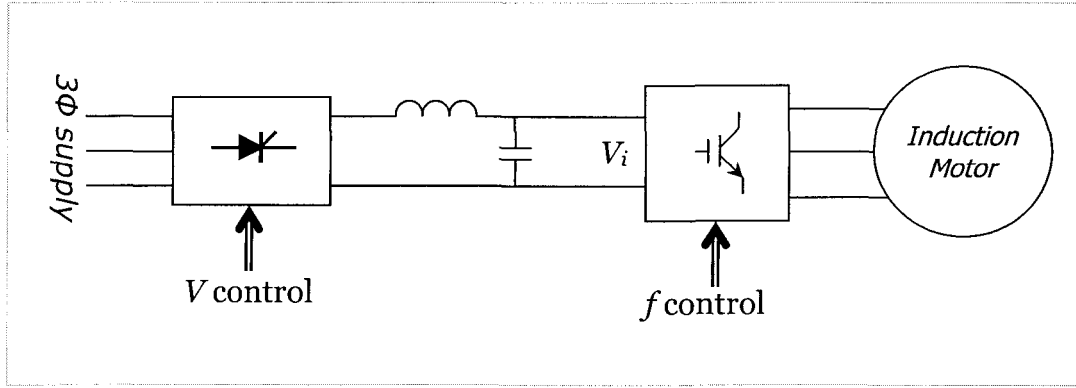 3Φ supply
V control
V_i
f control
Induction
Motor